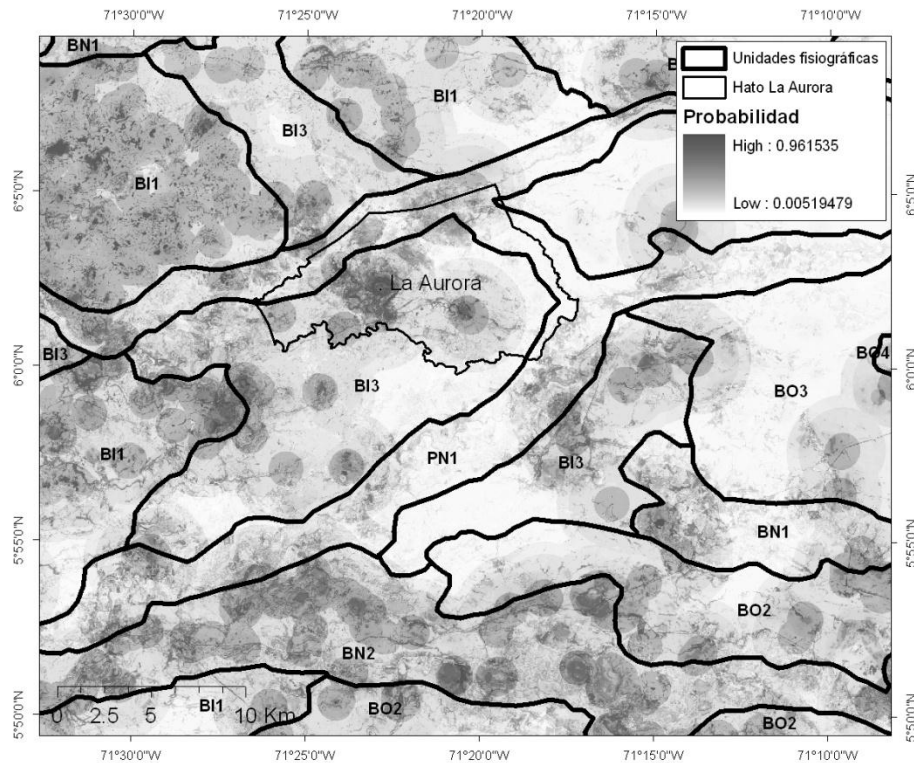 71°30'0"W 71°25'0"W 71°20'0"W 71°15'0"W 71°10'0"W
BN1
Unidades fisiográficas
Hato La Aurora
Probabilidad
High : 0.961535
Low : 0.00519479
BI1
BI3
BI1
6°5'0"N 6°5'0"N
La Aurora
BI3
BI3
6°0'0"N 6°0'0"N
BO4
BO3
BI1
PN1
BI3
BN1
5°55'0"N 5°55'0"N
BO2
BN2
BI1
BO2
BO2
0 2.5 5 10 Km
5°50'0"N 5°50'0"N
71°30'0"W 71°25'0"W 71°20'0"W 71°15'0"W 71°10'0"W